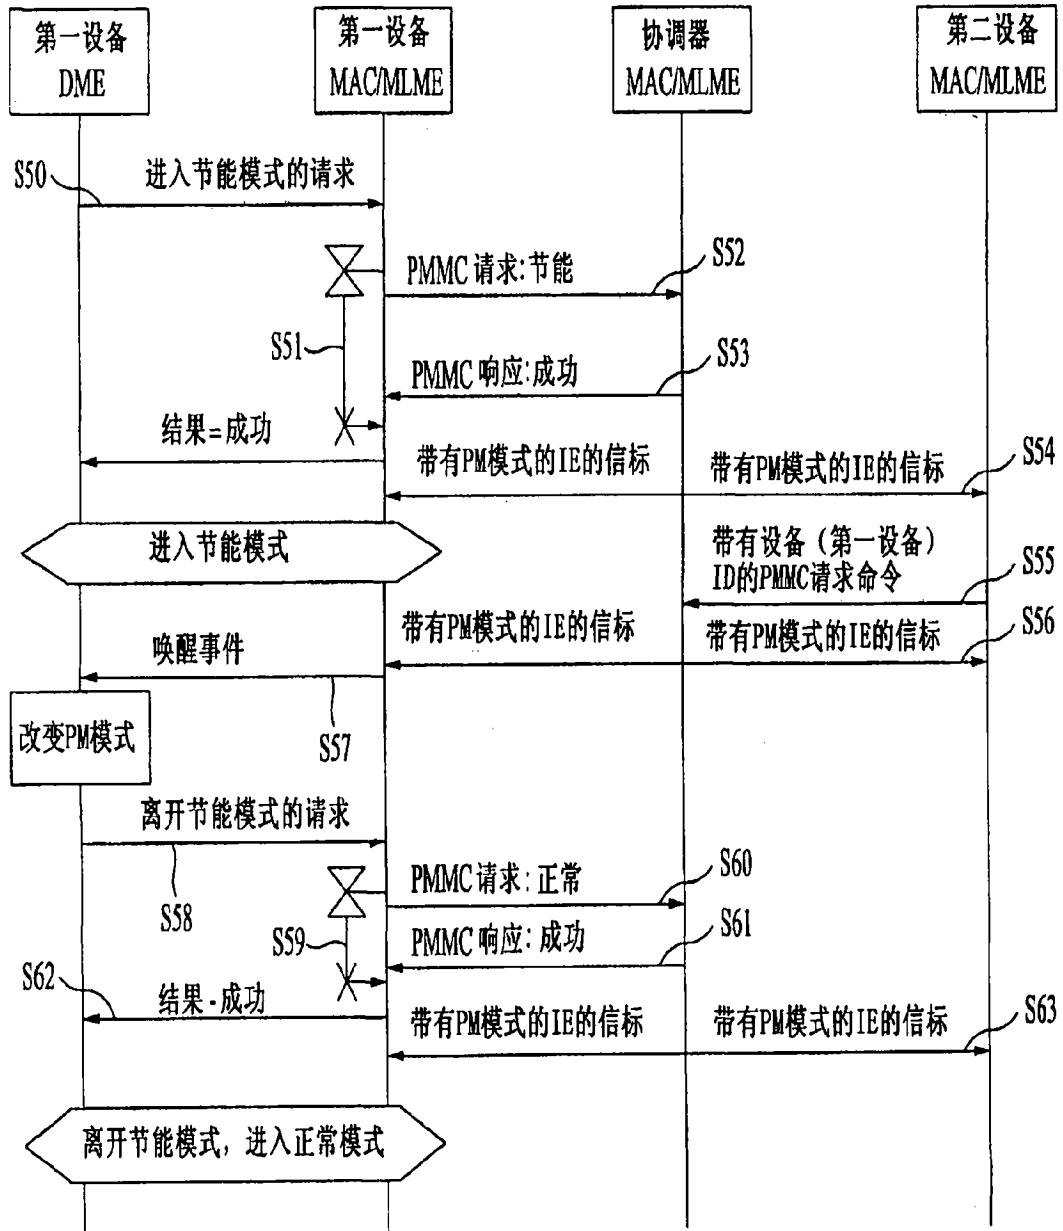 第一设备
DME
第一设备
MAC/MLME
协调器
MAC/MLME
第二设备
MAC/MLME
S50
进入节能模式的请求
PMMC 请求:节能
S52
S51
PMMC 响应:成功
S53
结果=成功
带有PM模式的IE的信标
带有PM模式的IE的信标
S54
进入节能模式
带有设备（第一设备）
ID的PMMC请求命令
S55
唤醒事件
带有PM模式的IE的信标
带有PM模式的IE的信标
S56
改变PM模式
S57
离开节能模式的请求
S58
PMMC 请求:正常
S60
S59
PMMC 响应:成功
S61
S62
结果-成功
带有PM模式的IE的信标
带有PM模式的IE的信标
S63
离开节能模式，进入正常模式